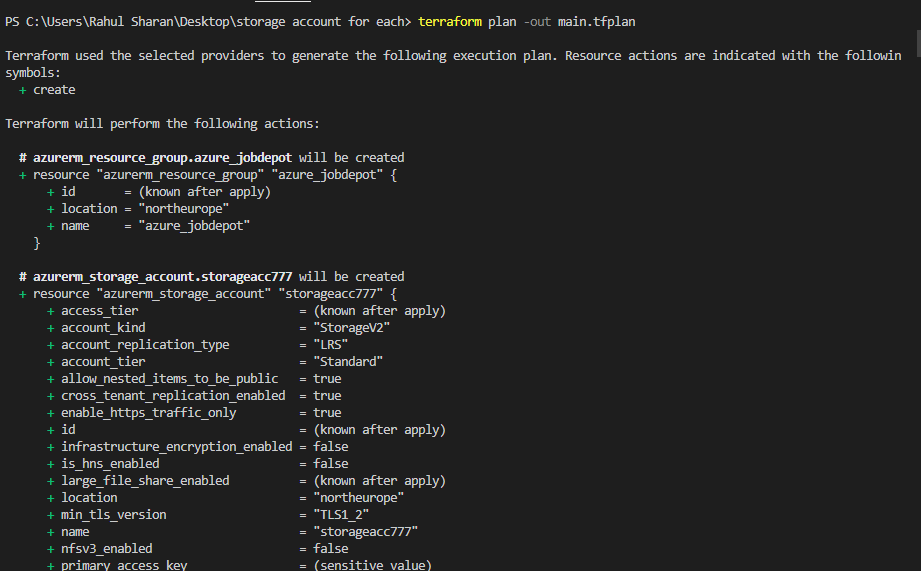 PS C:\Users\Rahul Sharan\Desktop\storage account for each> terraform plan -out main.tfplan
Terraform used the selected providers to generate the following execution plan. Resource actions are indicated with the followin
symbols:
  + create
Terraform will perform the following actions:
  # azurerm_resource_group.azure_jobdepot will be created
  + resource "azurerm_resource_group" "azure_jobdepot" {
      + id       = (known after apply)
      + location = "northeurope"
      + name     = "azure_jobdepot"
    }
  # azurerm_storage_account.storageacc777 will be created
  + resource "azurerm_storage_account" "storageacc777" {
      + access_tier                       = (known after apply)
      + account_kind                      = "StorageV2"
      + account_replication_type          = "LRS"
      + account_tier                      = "Standard"
      + allow_nested_items_to_be_public   = true
      + cross_tenant_replication_enabled  = true
      + enable_https_traffic_only         = true
      + id                                = (known after apply)
      + infrastructure_encryption_enabled = false
      + is_hns_enabled                    = false
      + large_file_share_enabled          = (known after apply)
      + location                          = "northeurope"
      + min_tls_version                   = "TLS1_2"
      + name                              = "storageacc777"
      + nfsv3_enabled                     = false
      + primary_access_key                = (sensitive value)